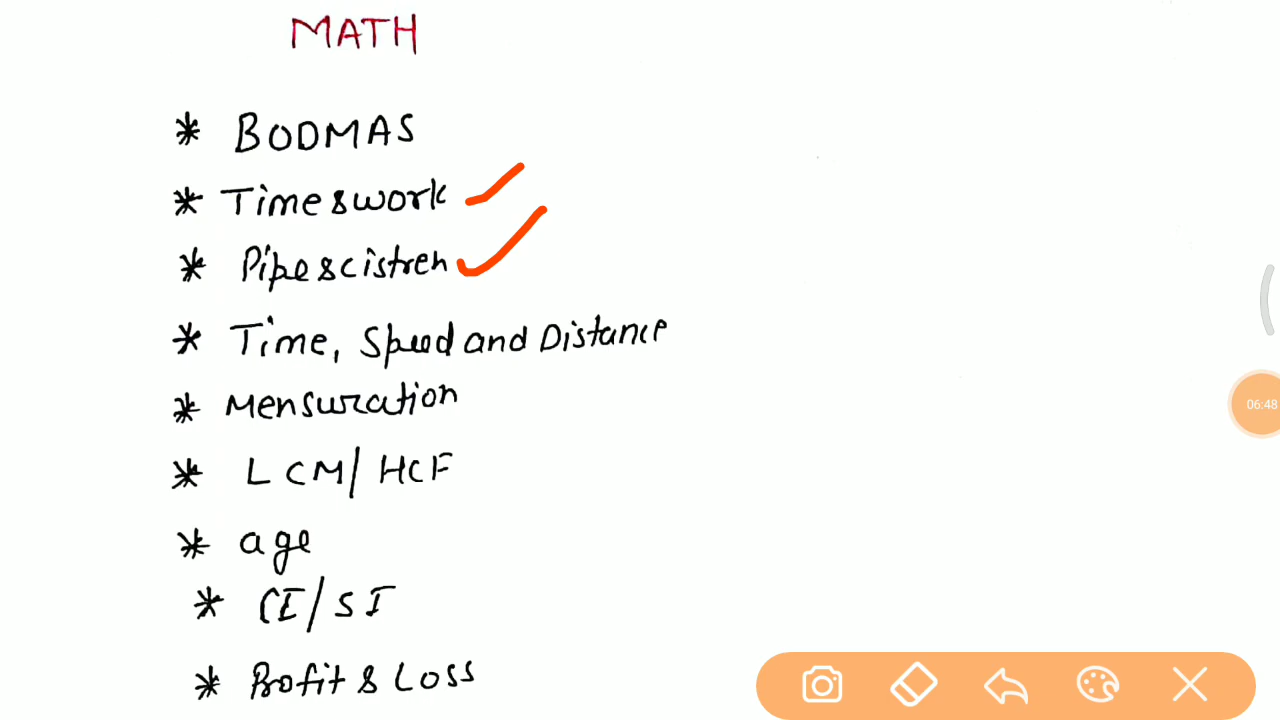 MATH
* BODMAS
* Time & work
* Pipe & cistren
* Time, Speed and Distance
* Mensuration
* LCM/HCF
* age
* CI/SI
* Profit & Loss
06:48